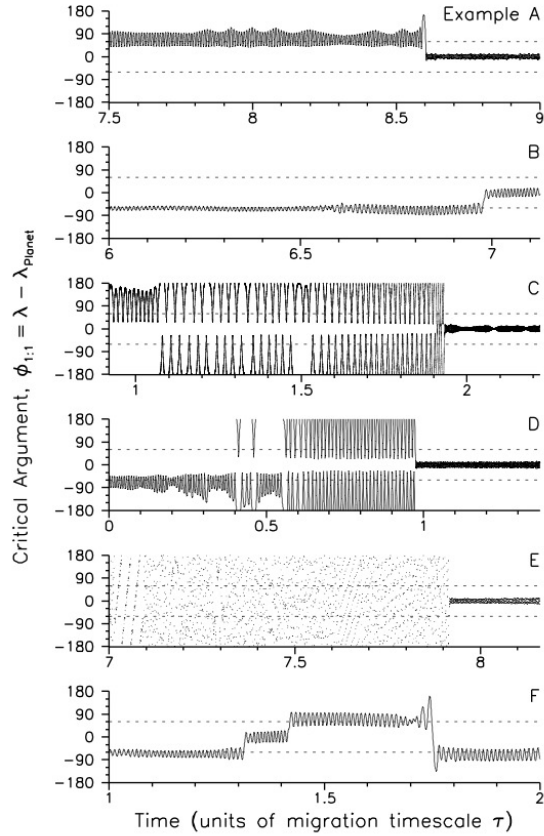 180 Example A
90
0
−90
−180
7.5 8 8.5 9
180 B
90
0
−90
−180
6 6.5 7
180 C
90
0
−90
−180
1 1.5 2
180 D
90
0
−90
−180
0 0.5 1
180 E
90
0
−90
−180
7 7.5 8
180 F
90
0
−90
−180
1 1.5 2
Critical Argument, ϕ1:1 = λ − λPlanet
Time (units of migration timescale τ)